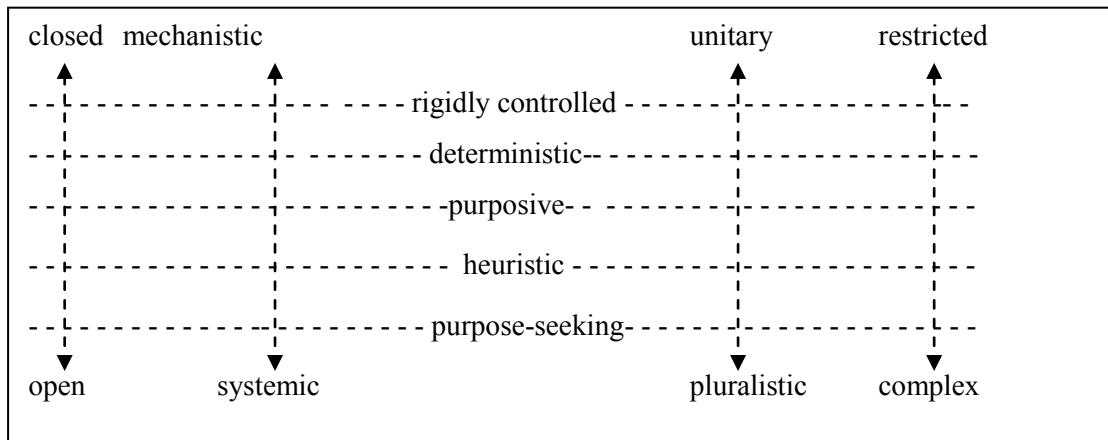 closed mechanistic unitary restricted
rigidly controlled
deterministic
purposive
heuristic
purpose-seeking
open systemic pluralistic complex